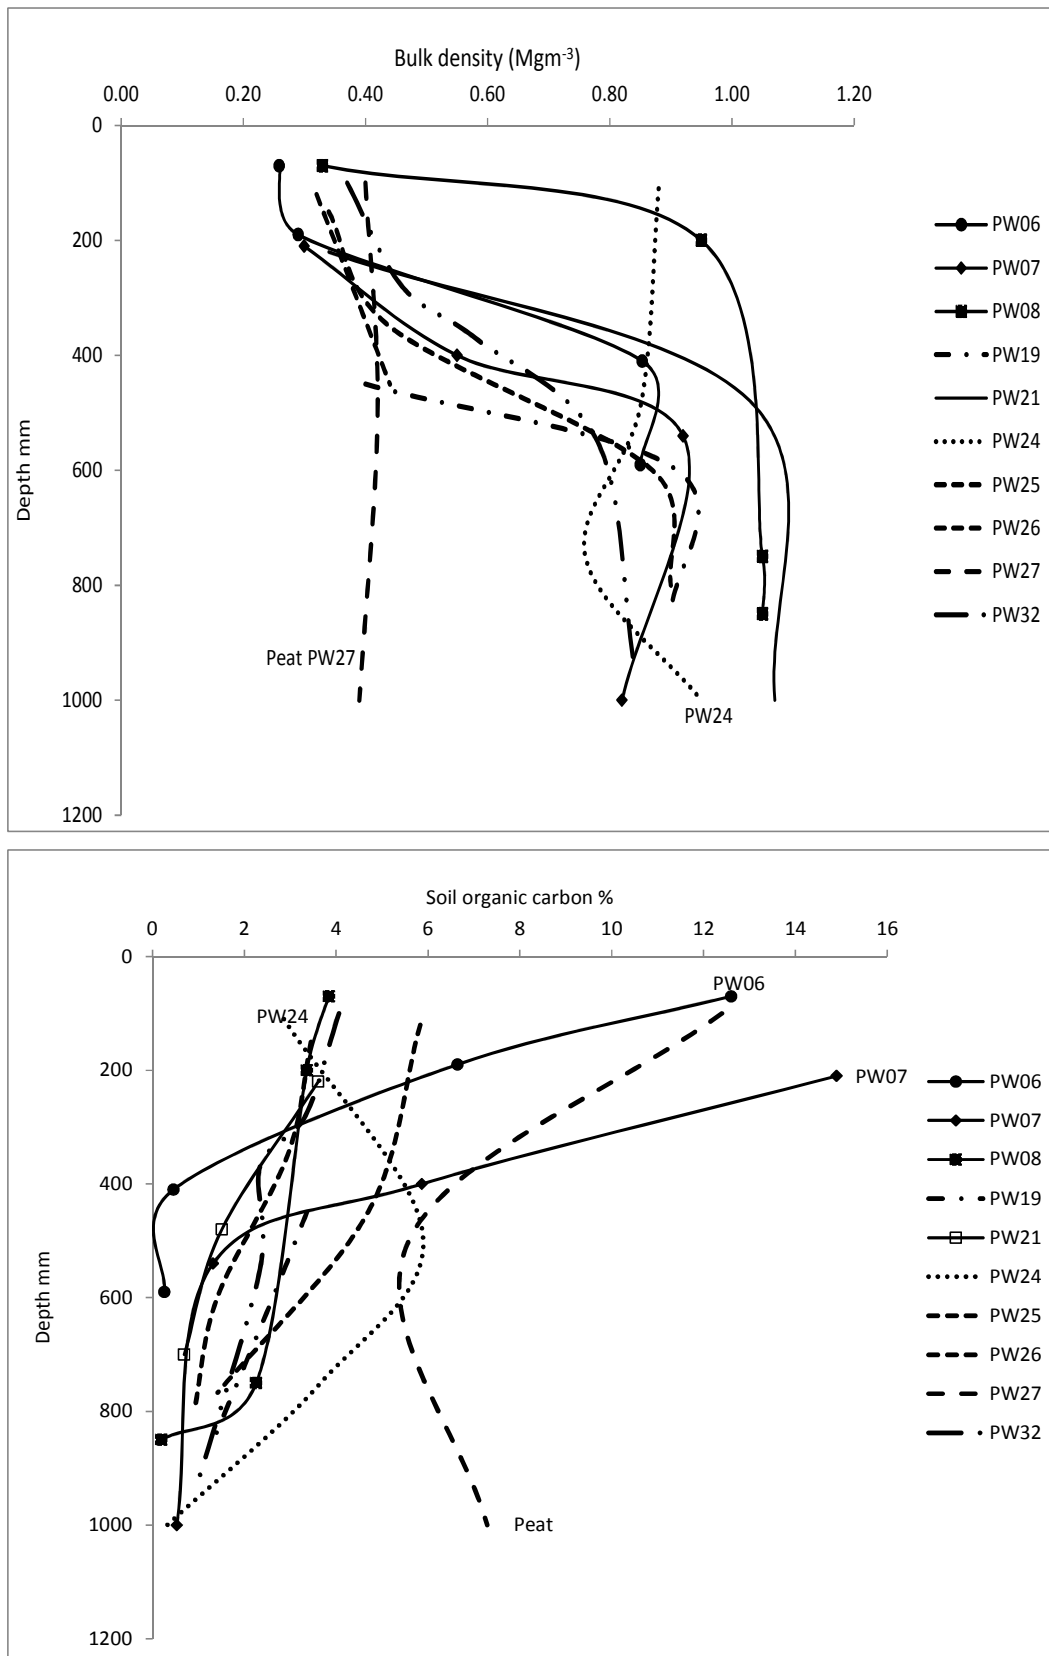 Bulk density (Mgm-3)
0.00 0.20 0.40 0.60 0.80 1.00 1.20
0
200
400
600
800
1000
1200
Depth mm
Peat PW27
PW24
PW06
PW07
PW08
PW19
PW21
PW24
PW25
PW26
PW27
PW32
Soil organic carbon %
0 2 4 6 8 10 12 14 16
0
200
400
600
800
1000
1200
Depth mm
PW24
PW06
PW07
Peat
PW06
PW07
PW08
PW19
PW21
PW24
PW25
PW26
PW27
PW32